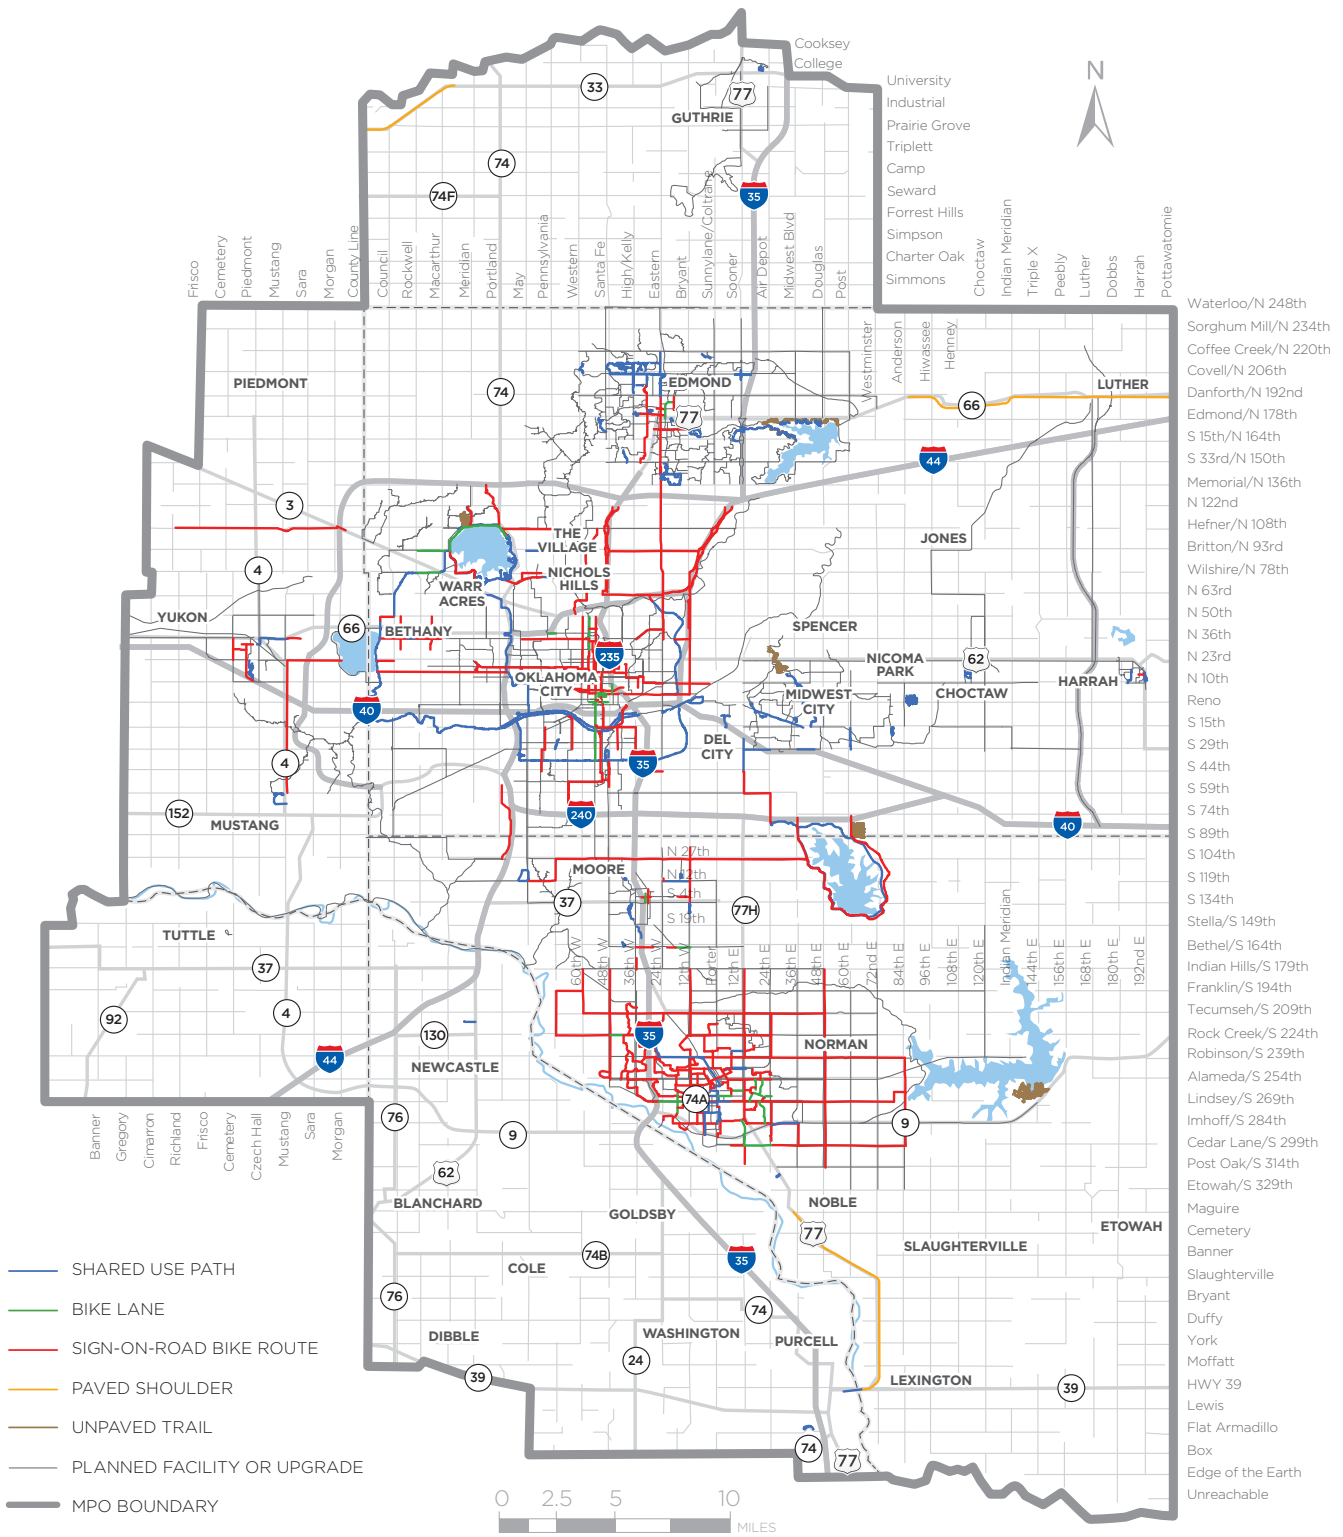 Cooksey
College
University
Industrial
Prairie Grove
Triplett
Camp
Seward
Forrest Hills
Simpson
Charter Oak
Simmons
N
33
77
GUTHRIE
74
74F
35
Frisco
Cemetery
Piedmont
Mustang
Sara
Morgan
County Line
Council
Rockwell
Macarthur
Meridian
Portland
May
Pennsylvania
Western
Santa Fe
High/Kelly
Eastern
Bryant
Sunnylane/Coltrane
Sooner
Air Depot
Midwest Blvd
Douglas
Post
Westminster
Anderson
Hiwassee
Henney
Choctaw
Indian Meridian
Triple X
Peebly
Luther
Dobbs
Harrah
Pottawatomie
Waterloo/N 248th
Sorghum Mill/N 234th
Coffee Creek/N 220th
Covell/N 206th
Danforth/N 192nd
Edmond/N 178th
S 15th/N 164th
S 33rd/N 150th
Memorial/N 136th
N 122nd
Hefner/N 108th
Britton/N 93rd
Wilshire/N 78th
N 63rd
N 50th
N 36th
N 23rd
N 10th
Reno
S 15th
S 29th
S 44th
S 59th
S 74th
S 89th
S 104th
S 119th
S 134th
Stella/S 149th
Bethel/S 164th
Indian Hills/S 179th
Franklin/S 194th
Tecumseh/S 209th
Rock Creek/S 224th
Robinson/S 239th
Alameda/S 254th
Lindsey/S 269th
Imhoff/S 284th
Cedar Lane/S 299th
Post Oak/S 314th
Etowah/S 329th
Maguire
Cemetery
Banner
Slaughterville
Bryant
Duffy
York
Moffatt
HWY 39
Lewis
Flat Armadillo
Box
Edge of the Earth
Unreachable
PIEDMONT
74
EDMOND
77
66
LUTHER
44
3
THE
VILLAGE
JONES
4
NICHOLS
HILLS
WARR
ACRES
YUKON
66
BETHANY
SPENCER
235
NICOMA
PARK
62
OKLAHOMA
CITY
MIDWEST
CITY
CHOCTAW
HARRAH
40
DEL
CITY
4
35
152
MUSTANG
240
40
N 27th
MOORE
N 12th
S 4th
37
S 19th
77H
TUTTLE
37
60th W
48th W
36th W
24th W
12th W
Porter
12th E
24th E
36th E
48th E
60th E
72nd E
84th E
96th E
108th E
120th E
Indian Meridian
144th E
156th E
168th E
180th E
192nd E
92
4
130
35
NORMAN
44
NEWCASTLE
74A
76
9
9
Banner
Gregory
Cimarron
Richland
Frisco
Cemetery
Czech Hall
Mustang
Sara
Morgan
62
BLANCHARD
GOLDSBY
NOBLE
77
ETOWAH
SLAUGHTERVILLE
74B
35
COLE
76
74
DIBBLE
WASHINGTON
PURCELL
24
39
LEXINGTON
39
74
77
SHARED USE PATH
BIKE LANE
SIGN-ON-ROAD BIKE ROUTE
PAVED SHOULDER
UNPAVED TRAIL
PLANNED FACILITY OR UPGRADE
MPO BOUNDARY
0 2.5 5 10
MILES